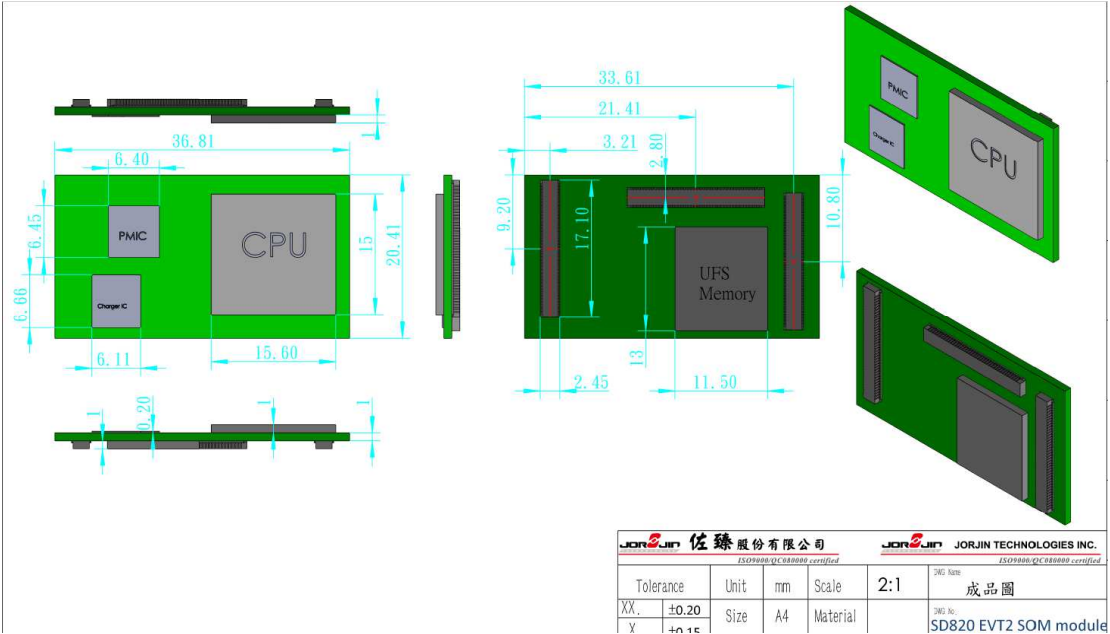 36.81
6.40
1
6.45
PMIC
CPU
15
20.41
6.66
Charger IC
6.11
15.60
1
0.20
1
1
33.61
21.41
3.21
2.80
9.20
17.10
10.80
UFS
Memory
13
2.45
11.50
PMIC
Charger IC
CPU
JORJIN 佐臻股份有限公司
ISO9000/QC080000 certified
JORJIN JORJIN TECHNOLOGIES INC.
ISO9000/QC080000 certified
Tolerance Unit mm Scale 2:1
DWG Name
成品圖
XX. ±0.20 Size A4 Material
DWG No.
SD820 EVT2 SOM module
X ±0.15